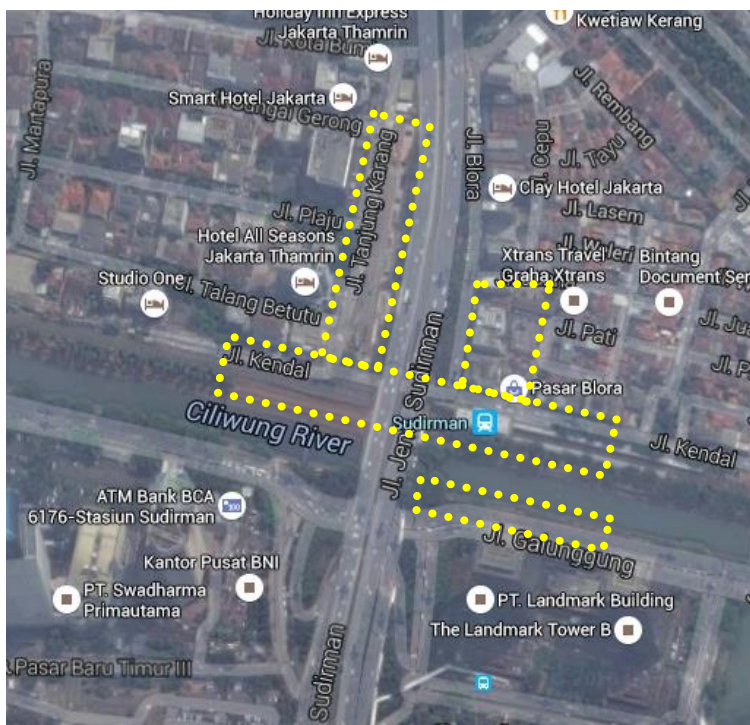 Holiday Inn Express
Jakarta Thamrin
Kwetiaw Kerang
Jl. Kota Bumi
Smart Hotel Jakarta
Jl. Rembang
Jl. Martapura
Gerong
Jl. Tanjung Karang
Jl. Blora
Jl. Cepu
Jl. Tayu
Clay Hotel Jakarta
Jl. Plaju
Jl. Lasem
Hotel All Seasons
Jakarta Thamrin
Xtrans Travel
Graha Xtrans
Bintang
Document Ser
Studio One
Jl. Talang Betutu
Jl. Pati
Jl. Kendal
Pasar Blora
Ciliwung River
Sudirman
Jl. Jen
Sudirman
Jl. Kendal
ATM Bank BCA
6176-Stasiun Sudirman
Jl. Galunggung
Kantor Pusat BNI
PT. Swadharma
Primautama
PT. Landmark Building
The Landmark Tower B
Pasar Baru Timur III
Sudirman